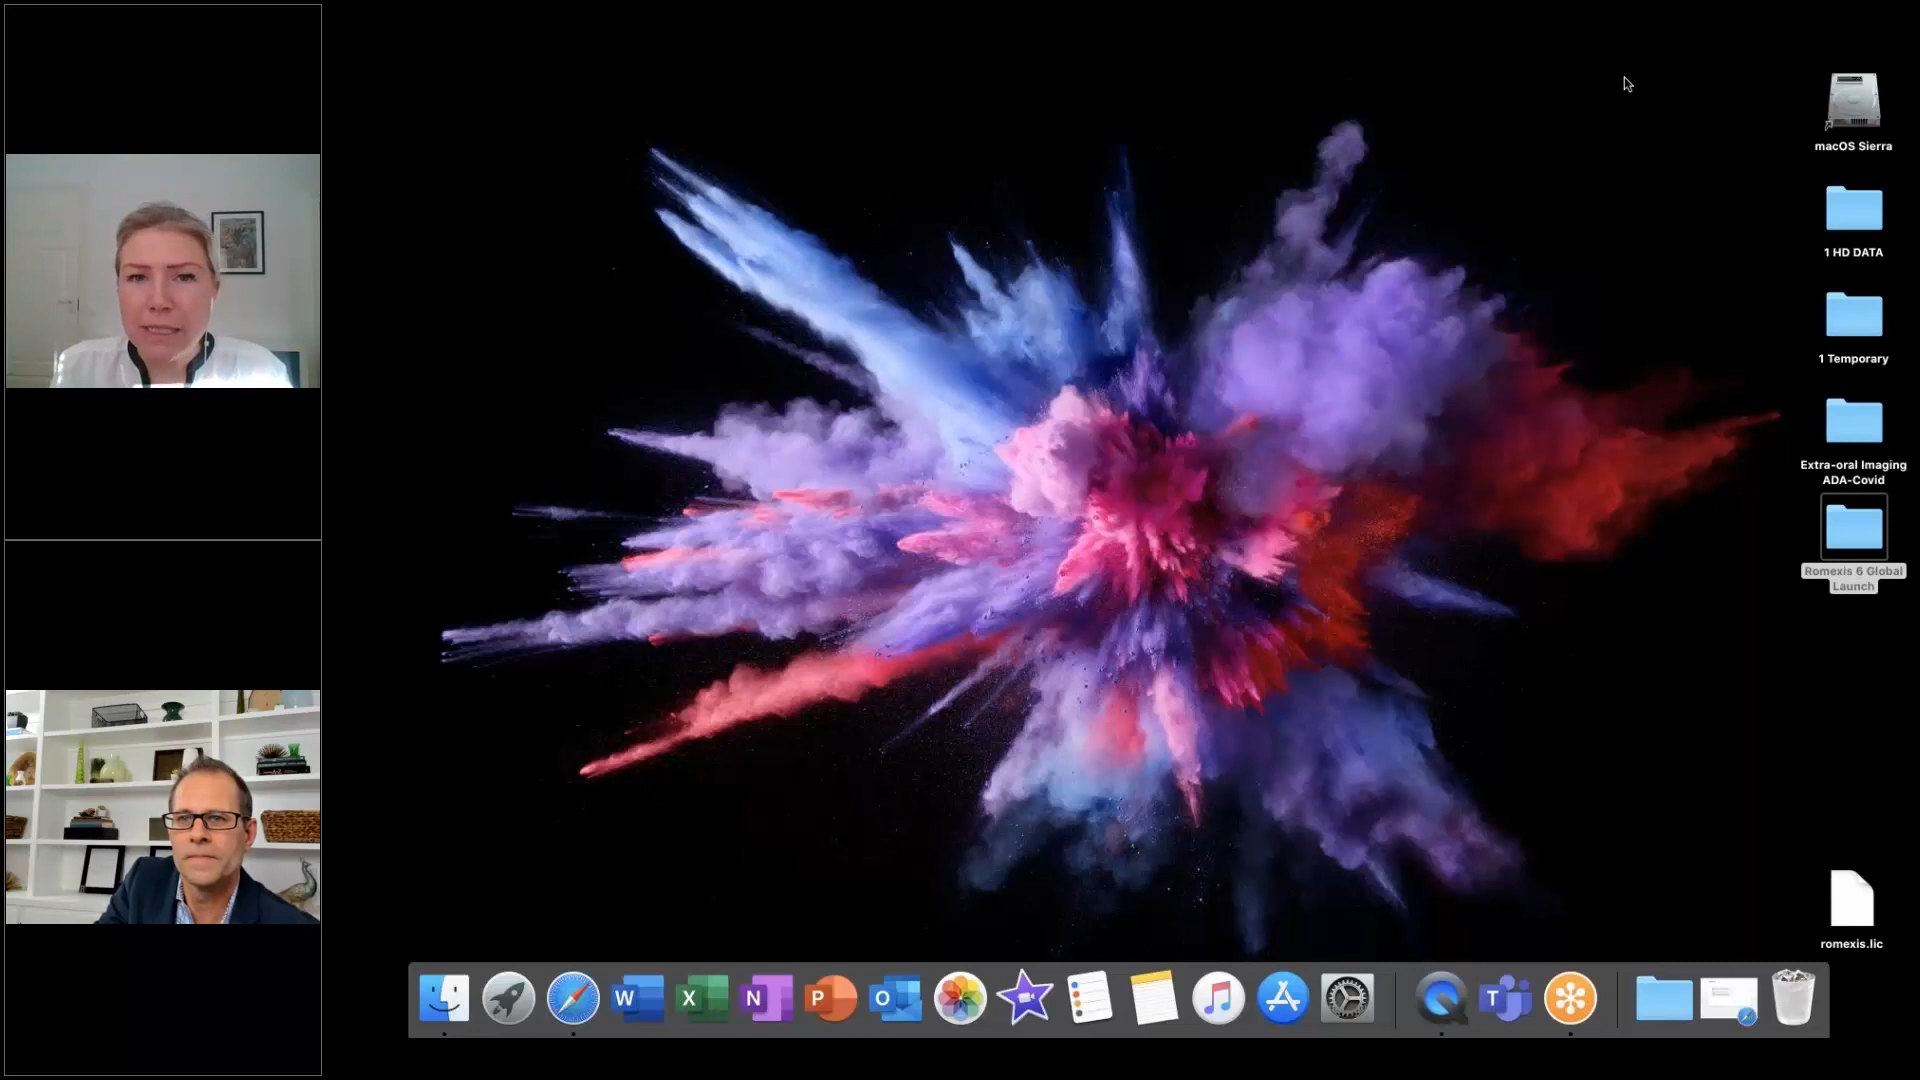 macOS Sierra
1 HD DATA
1 Temporary
Extra-oral Imaging
ADA-Covid
Romexis 6 Global
Launch
romexis.lic
W
X
N
P
O
T